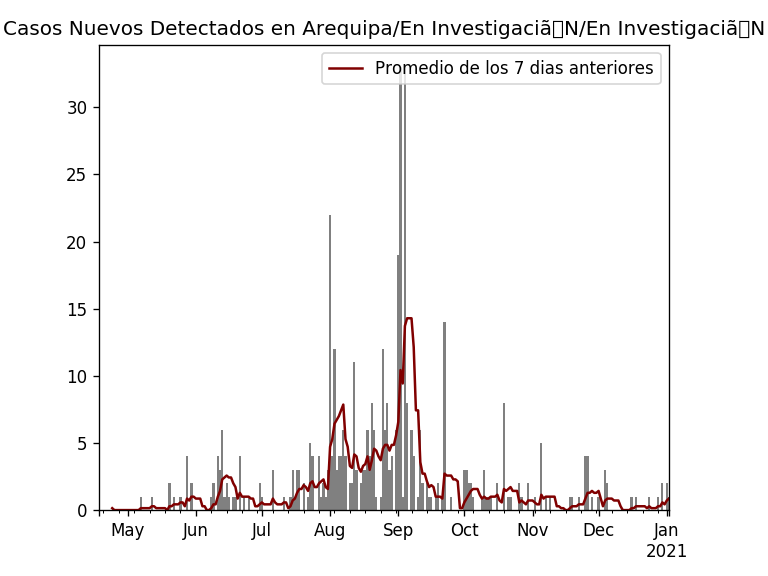 Casos Nuevos Detectados en Arequipa/En Investigaciã▯N/En Investigaciã▯N
Promedio de los 7 dias anteriores
30
25
20
15
10
5
0
May Jun Jul Aug Sep Oct Nov Dec Jan
2021